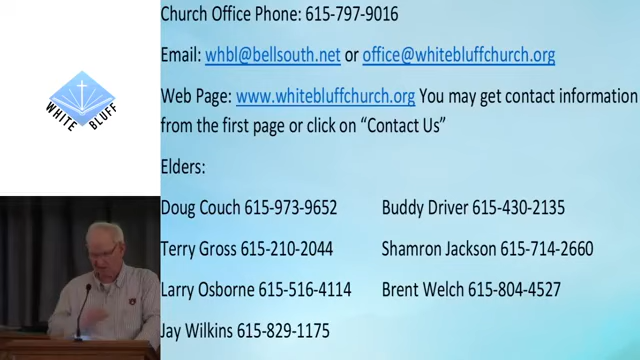 Church Office Phone: 615-797-9016
Email: whbl@bellsouth.net or office@whitebluffchurch.org
Web Page: www.whitebluffchurch.org You may get contact information
from the first page or click on “Contact Us”
Elders:
Doug Couch 615-973-9652 Buddy Driver 615-430-2135
Terry Gross 615-210-2044 Shamron Jackson 615-714-2660
Larry Osborne 615-516-4114 Brent Welch 615-804-4527
Jay Wilkins 615-829-1175
WHITE BLUFF